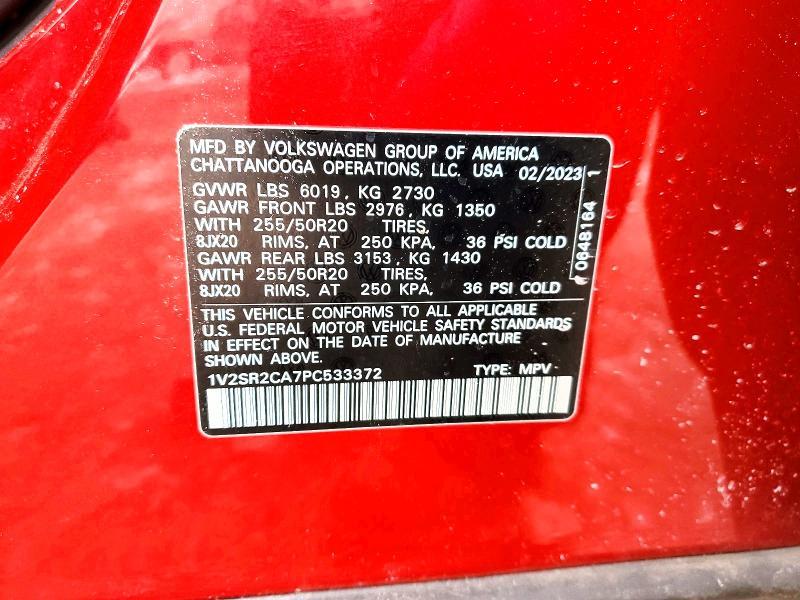 MFD BY VOLKSWAGEN GROUP OF AMERICA
CHATTANOOGA OPERATIONS, LLC. USA 02/2023
GVWR LBS 6019, KG 2730
GAWR FRONT LBS 2976, KG 1350
WITH 255/50R20 TIRES,
8JX20 RIMS, AT 250 KPA, 36 PSI COLD
GAWR REAR LBS 3153, KG 1430
WITH 255/50R20 TIRES,
8JX20 RIMS, AT 250 KPA, 36 PSI COLD
THIS VEHICLE CONFORMS TO ALL APPLICABLE
U.S. FEDERAL MOTOR VEHICLE SAFETY STANDARDS
IN EFFECT ON THE DATE OF MANUFACTURE
SHOWN ABOVE.
1V2SR2CA7PC533372 TYPE: MPV
0648164 1